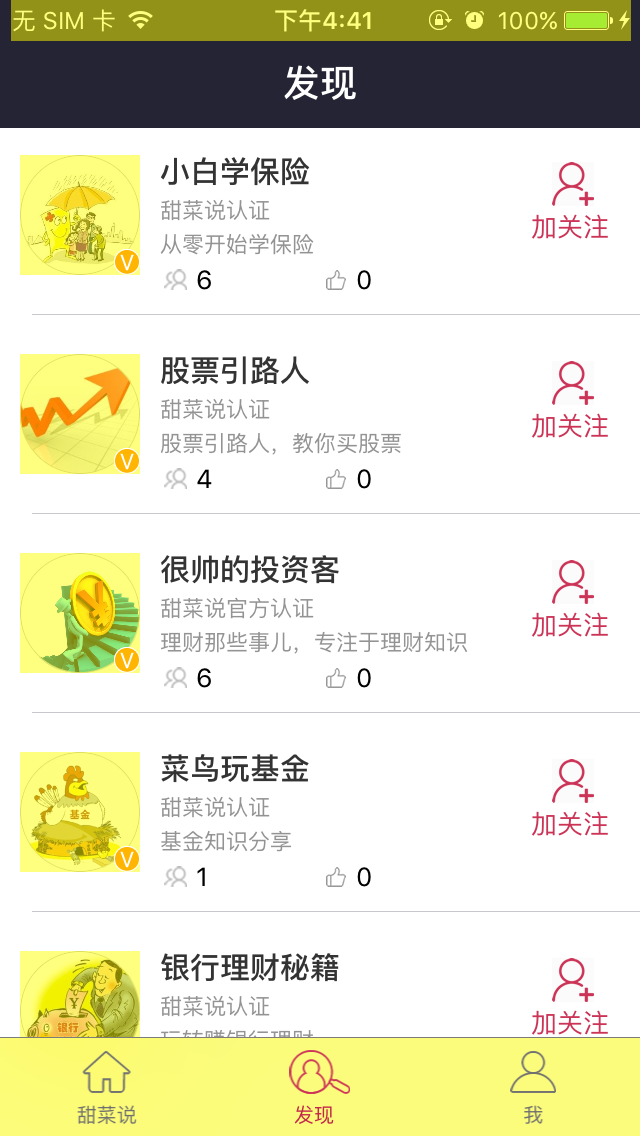 无 SIM 卡 下午4:41 100%
发现
小白学保险
甜菜说认证
从零开始学保险
6 0
加关注
V
股票引路人
甜菜说认证
股票引路人，教你买股票
4 0
加关注
V
很帅的投资客
甜菜说官方认证
理财那些事儿，专注于理财知识
6 0
加关注
V
菜鸟玩基金
甜菜说认证
基金知识分享
1 0
加关注
基金
V
银行理财秘籍
甜菜说认证
玩转赚银行理财
加关注
银行
甜菜说 发现 我